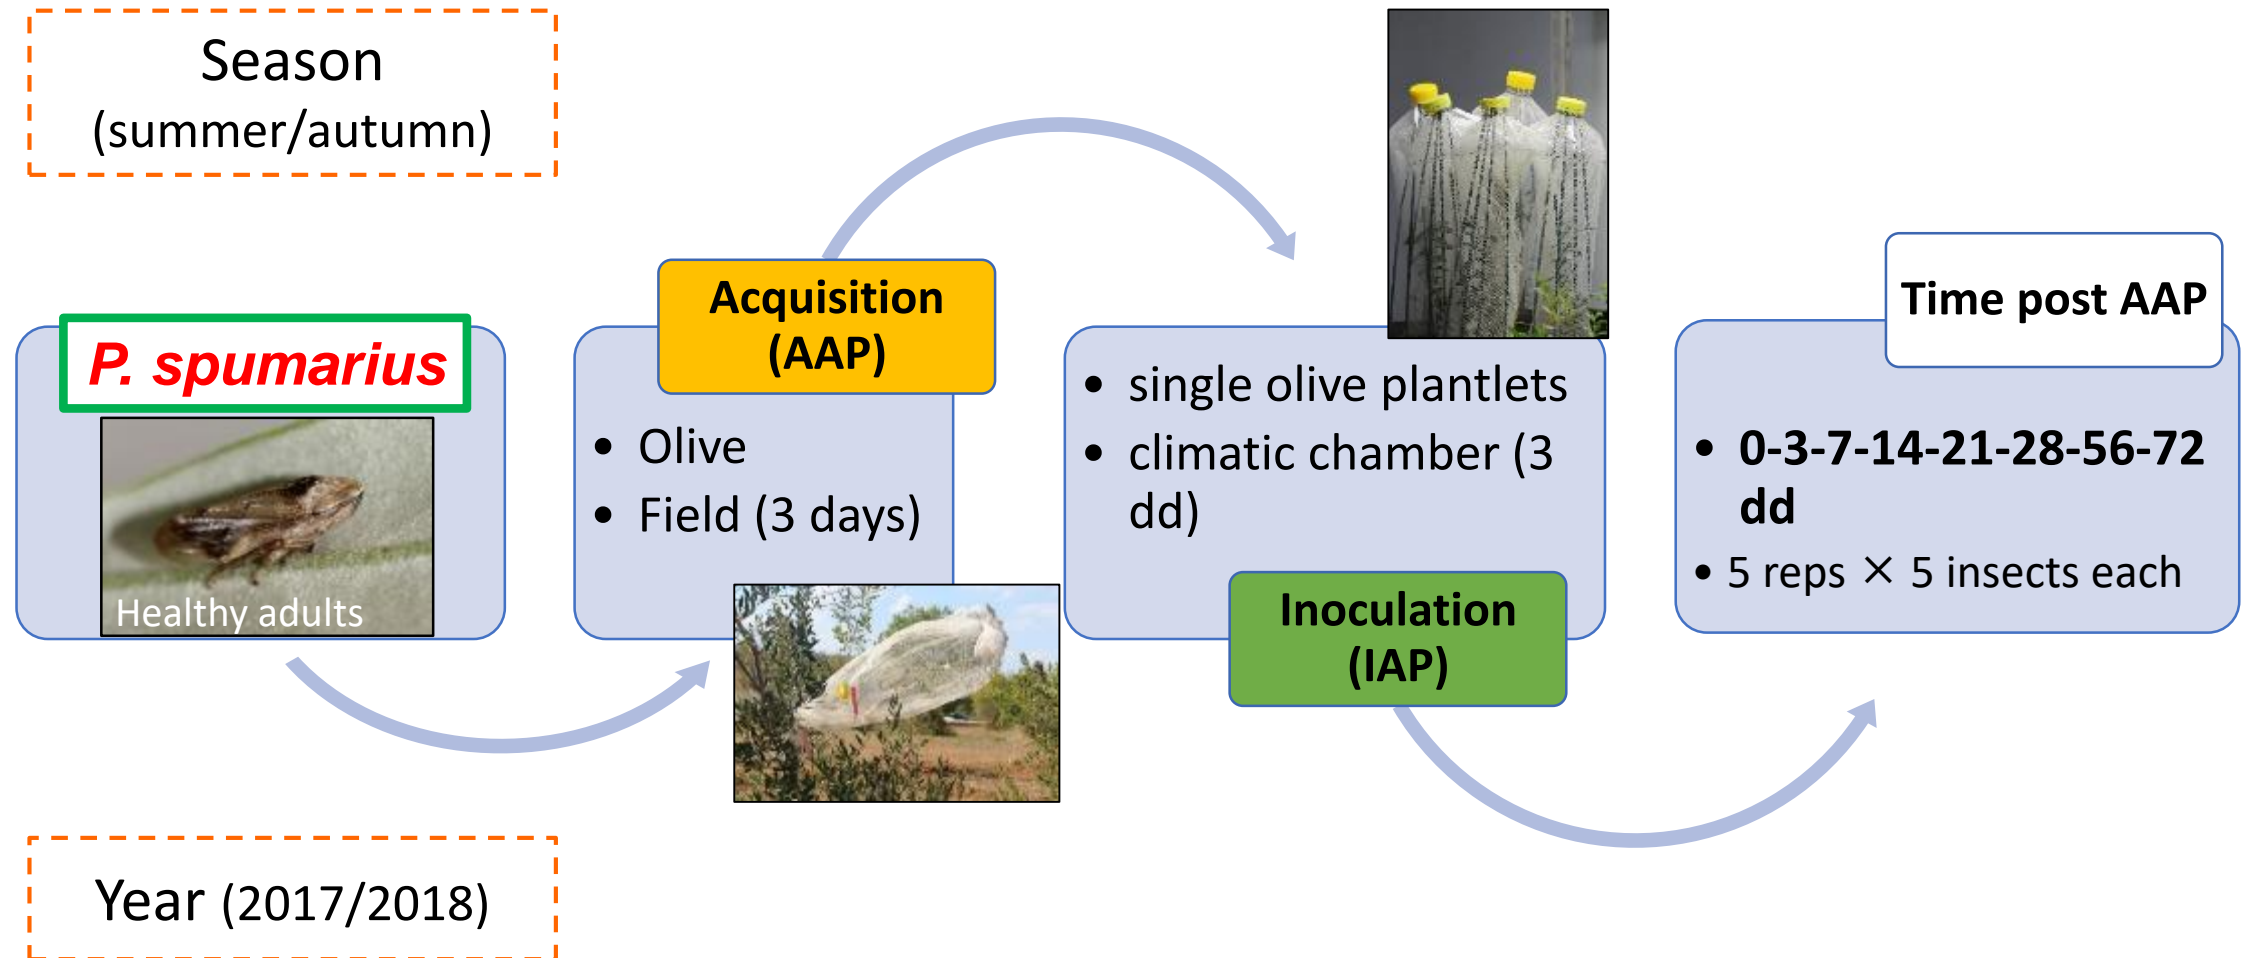 Season
(summer/autumn)
P. spumarius
Healthy adults
Acquisition
(AAP)
• Olive
• Field (3 days)
• single olive plantlets
• climatic chamber (3
dd)
Inoculation
(IAP)
Time post AAP
• 0-3-7-14-21-28-56-72
dd
• 5 reps × 5 insects each
Year (2017/2018)